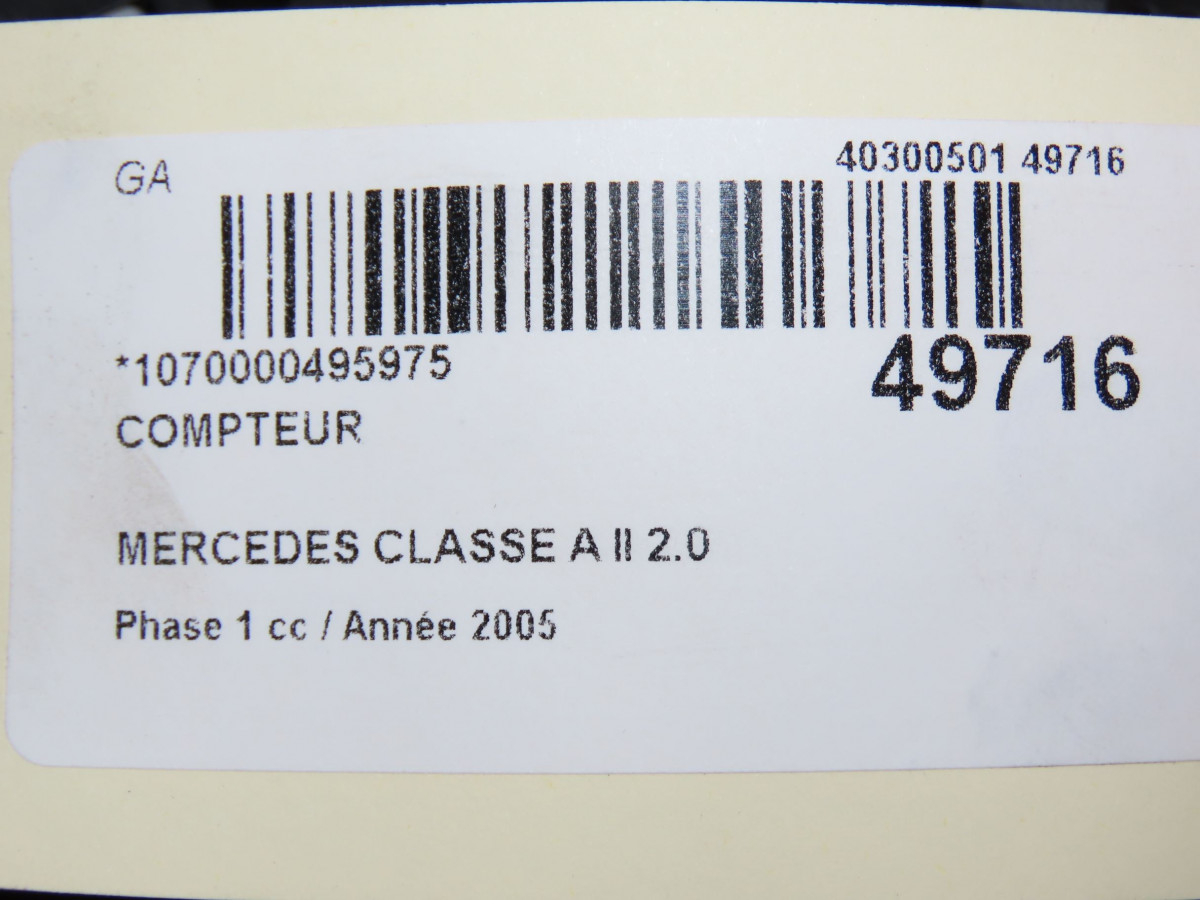 GA
40300501 49716
*1070000495975
49716
COMPTEUR
MERCEDES CLASSE A II 2.0
Phase 1 cc / Année 2005